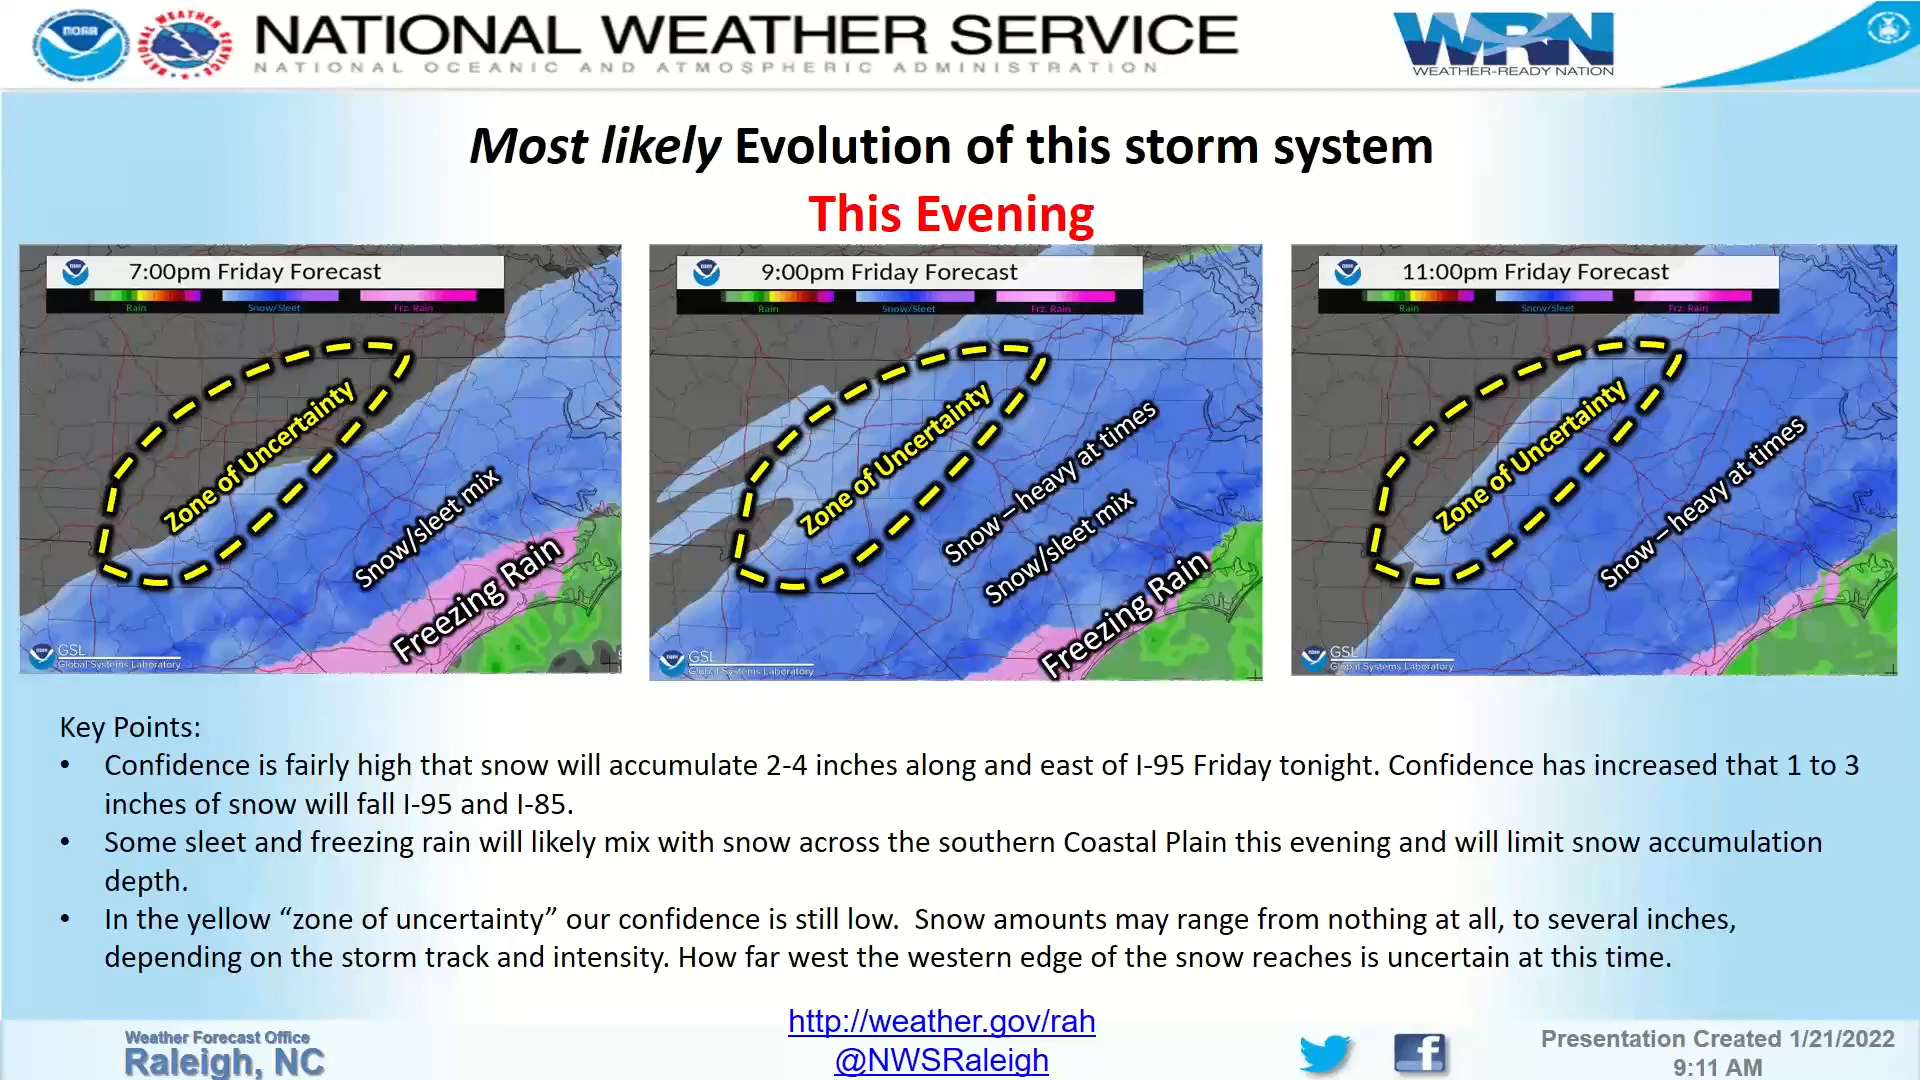 NATIONAL WEATHER SERVICE
NATIONAL OCEANIC AND ATMOSPHERIC ADMINISTRATION
WRN
WEATHER-READY NATION
Most likely Evolution of this storm system
This Evening
7:00pm Friday Forecast
Rain Snow/Sleet Frz. Rain
Zone of Uncertainty
Snow/sleet mix
Freezing Rain
GSL
Global Systems Laboratory
9:00pm Friday Forecast
Rain Snow/Sleet Frz. Rain
Zone of Uncertainty
Snow – heavy at times
Snow/sleet mix
Freezing Rain
GSL
Global Systems Laboratory
11:00pm Friday Forecast
Rain Snow/Sleet Frz. Rain
Zone of Uncertainty
Snow – heavy at times
GSL
Global Systems Laboratory
Key Points:
• Confidence is fairly high that snow will accumulate 2-4 inches along and east of I-95 Friday tonight. Confidence has increased that 1 to 3
inches of snow will fall I-95 and I-85.
• Some sleet and freezing rain will likely mix with snow across the southern Coastal Plain this evening and will limit snow accumulation
depth.
• In the yellow “zone of uncertainty” our confidence is still low.  Snow amounts may range from nothing at all, to several inches,
depending on the storm track and intensity. How far west the western edge of the snow reaches is uncertain at this time.
Weather Forecast Office
Raleigh, NC
http://weather.gov/rah
@NWSRaleigh
Presentation Created 1/21/2022
9:11 AM